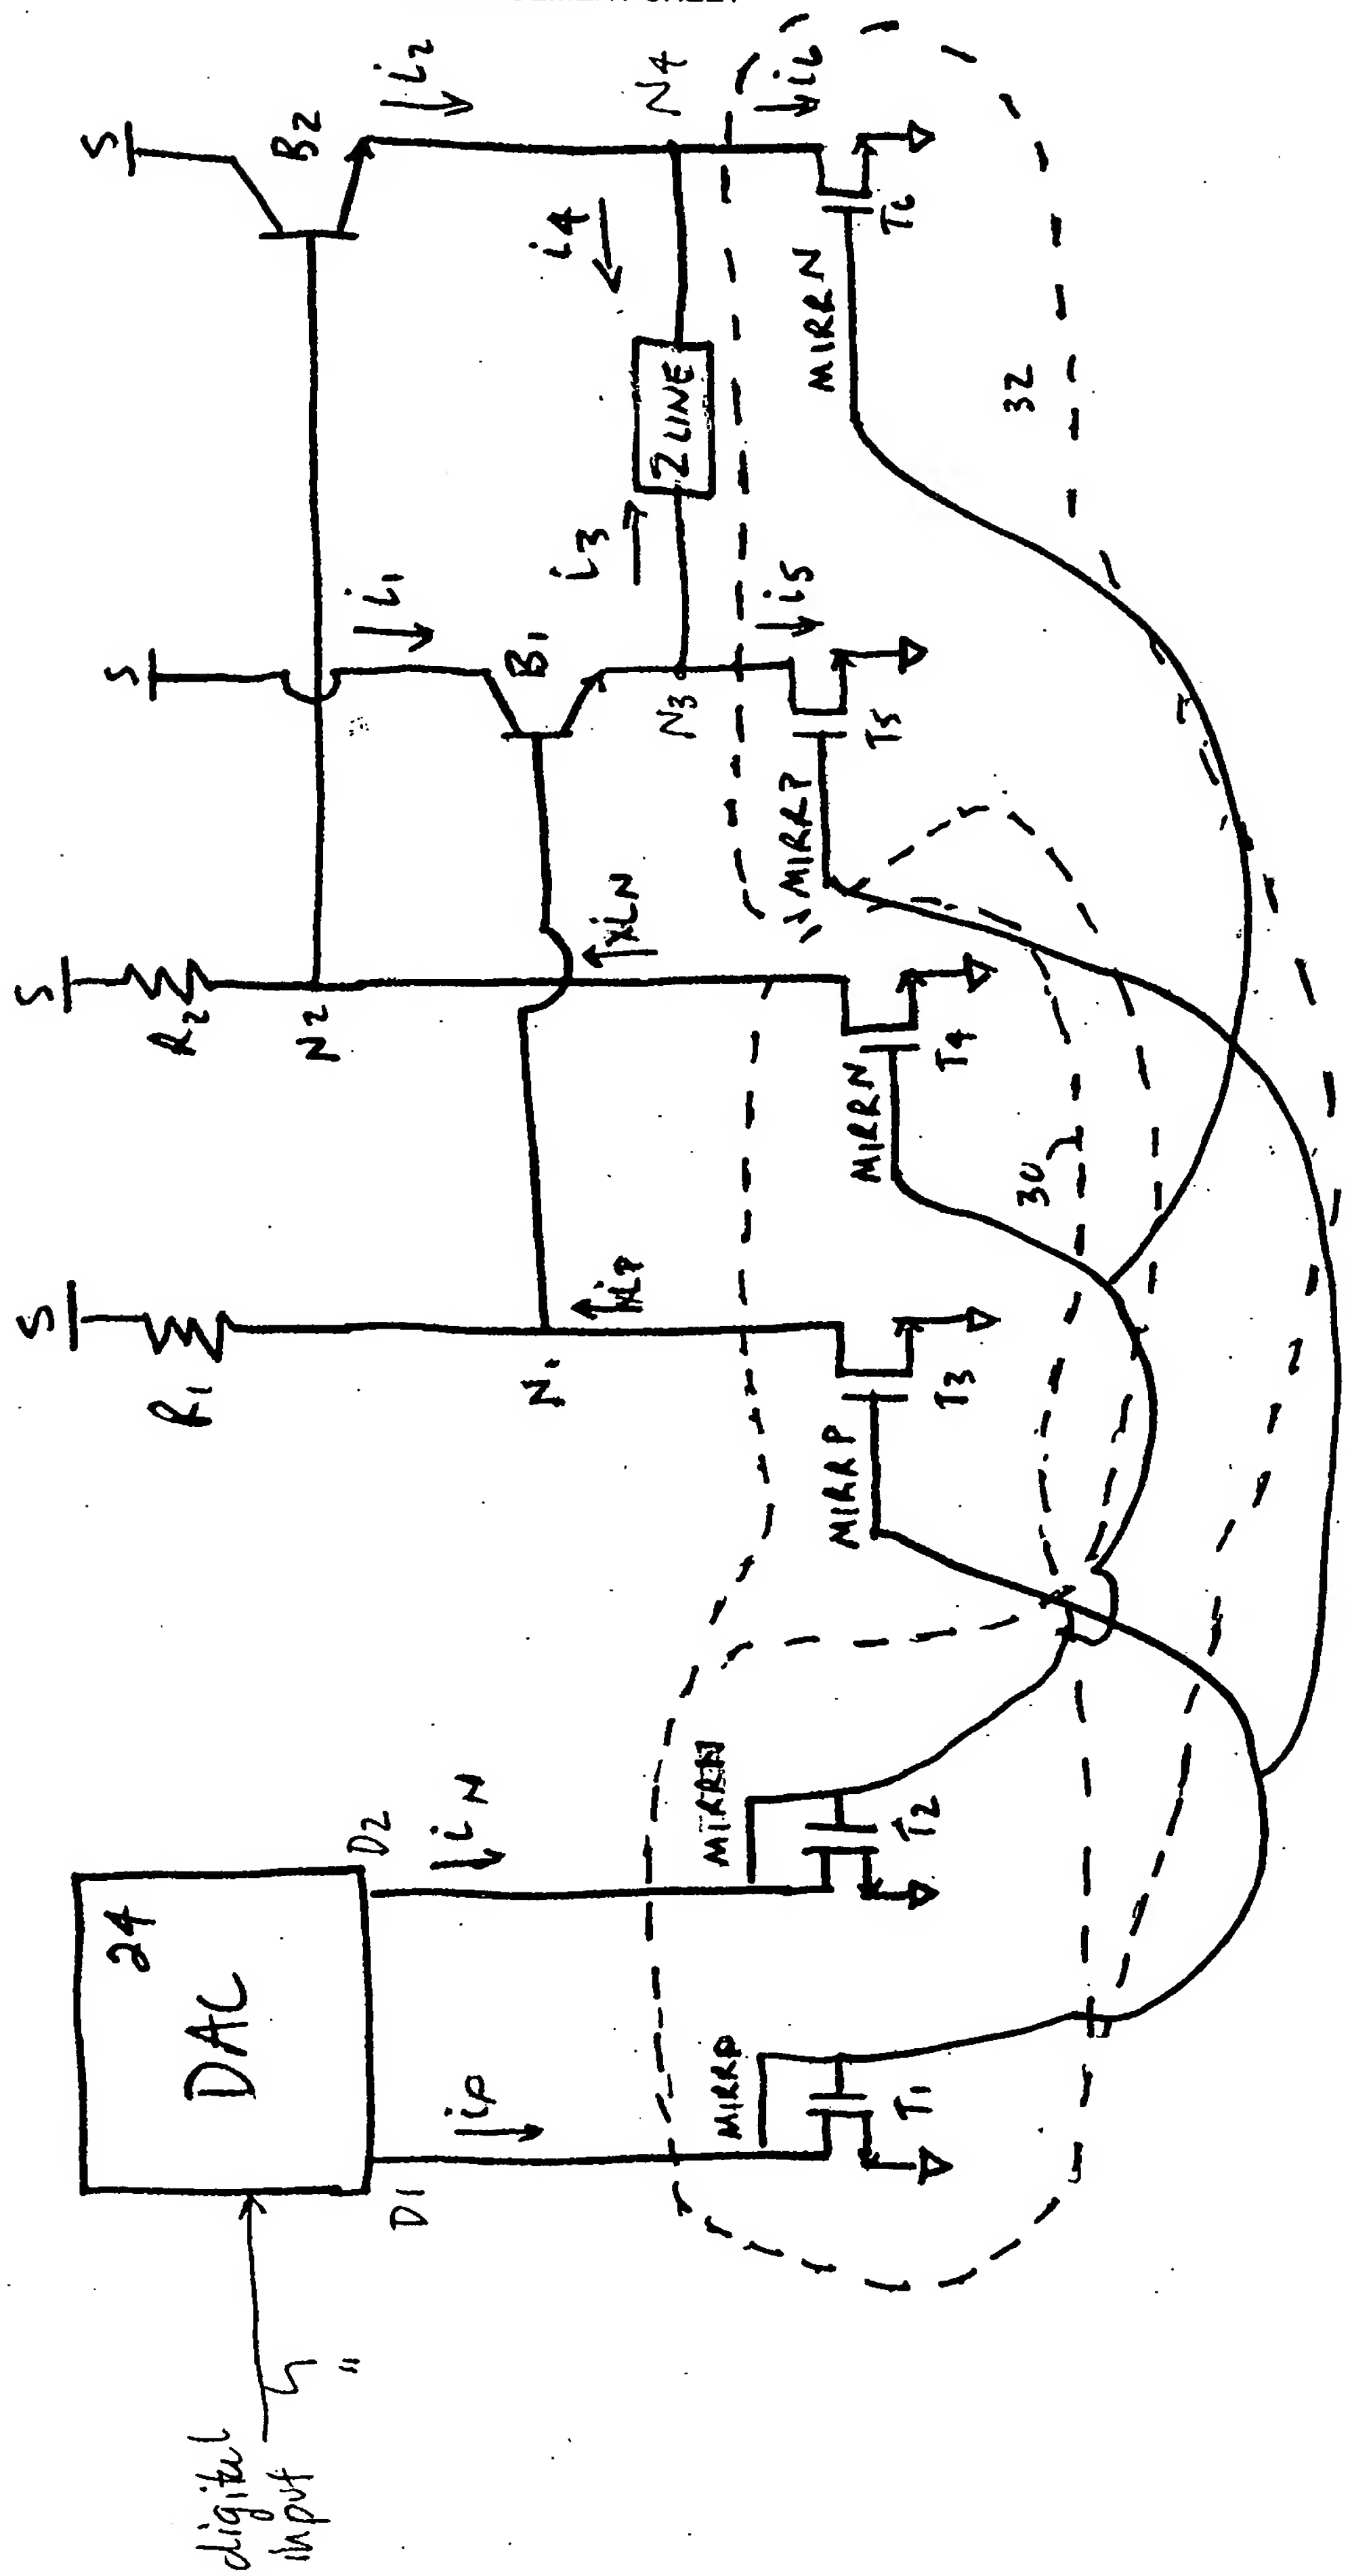 S
S
S
S
R1
R2
B1
B2
i1
i2
N1
N2
N3
N4
i3
i4
Z LINE
i5
i6
xiP
xiN
24
DAC
D1
D2
iP
iN
digital
input
11
MIRRP
MIRRN
MIRRP
MIRRN
MIRRP
MIRRN
T1
T2
T3
T4
T5
T6
30
32